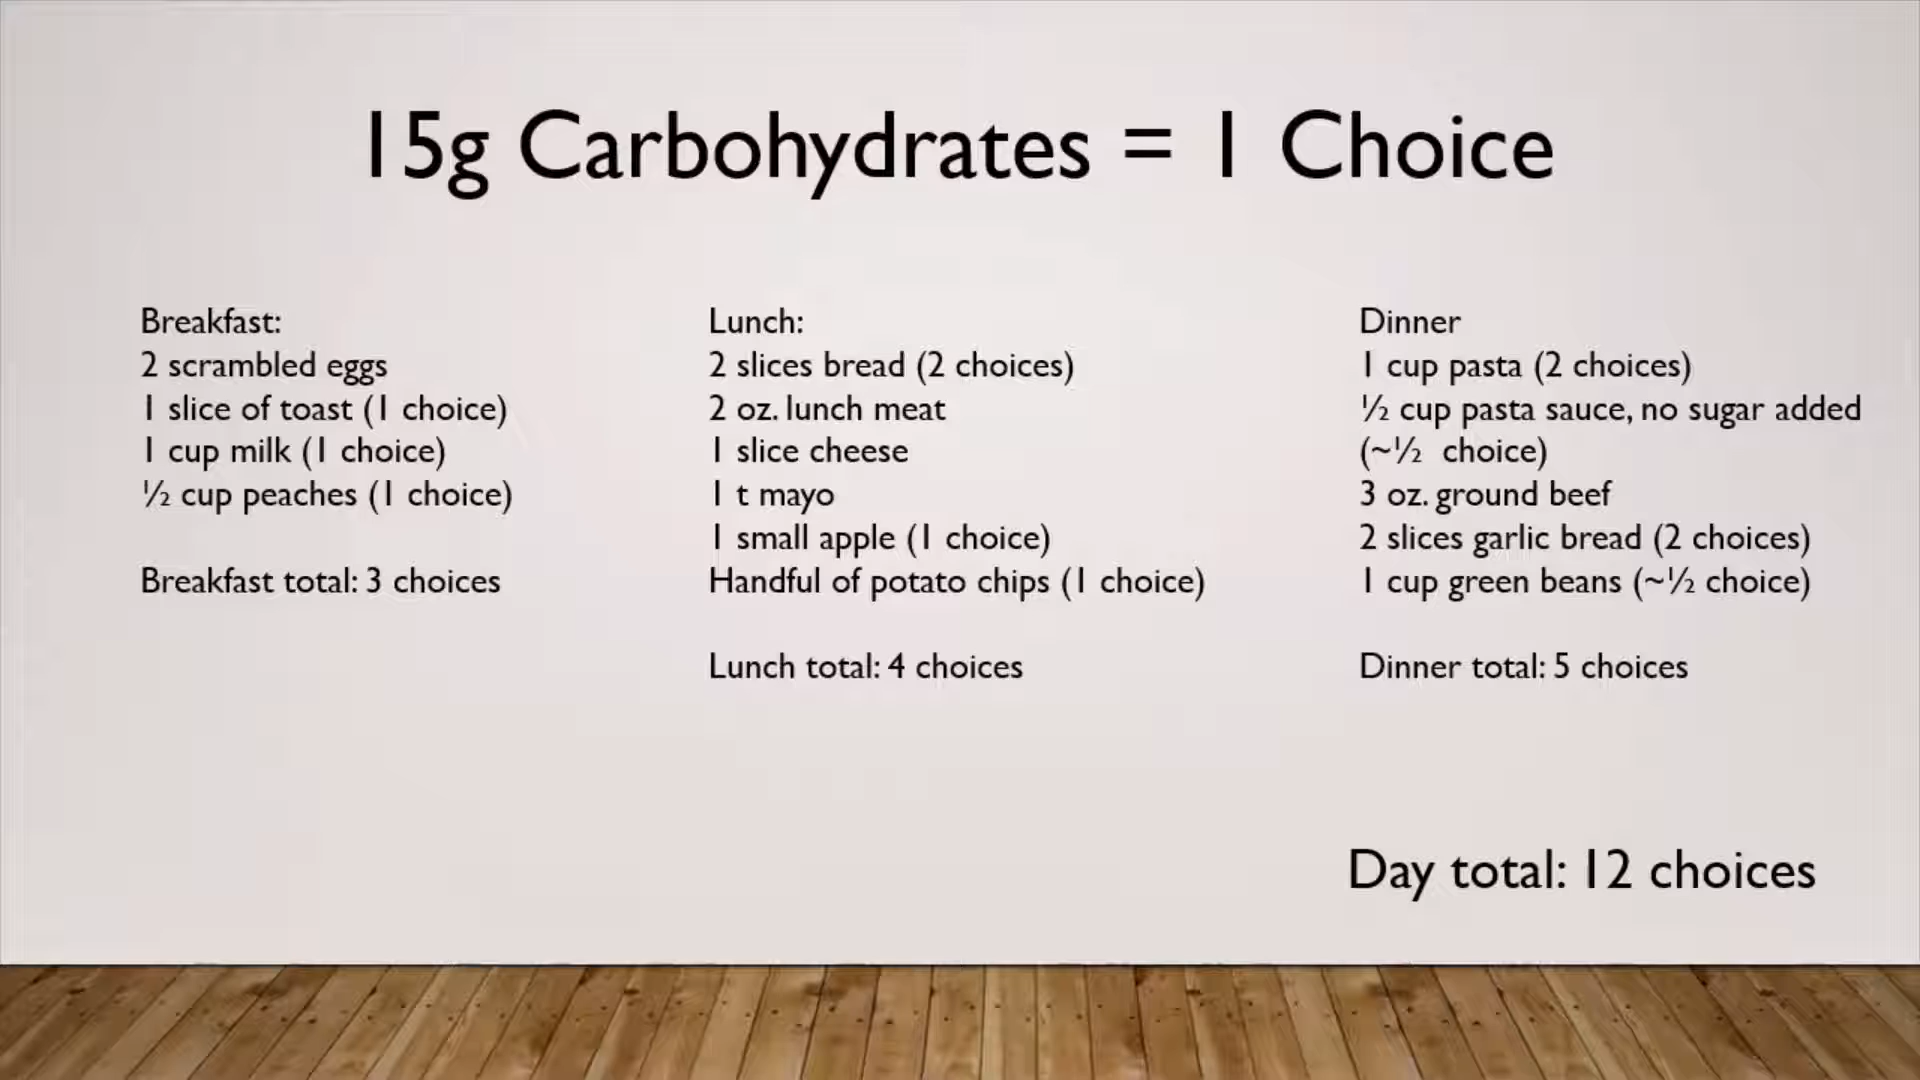 15g Carbohydrates = 1 Choice
Breakfast:
2 scrambled eggs
1 slice of toast (1 choice)
1 cup milk (1 choice)
½ cup peaches (1 choice)
Breakfast total: 3 choices
Lunch:
2 slices bread (2 choices)
2 oz. lunch meat
1 slice cheese
1 t mayo
1 small apple (1 choice)
Handful of potato chips (1 choice)
Lunch total: 4 choices
Dinner
1 cup pasta (2 choices)
½ cup pasta sauce, no sugar added
(~½ choice)
3 oz. ground beef
2 slices garlic bread (2 choices)
1 cup green beans (~½ choice)
Dinner total: 5 choices
Day total: 12 choices